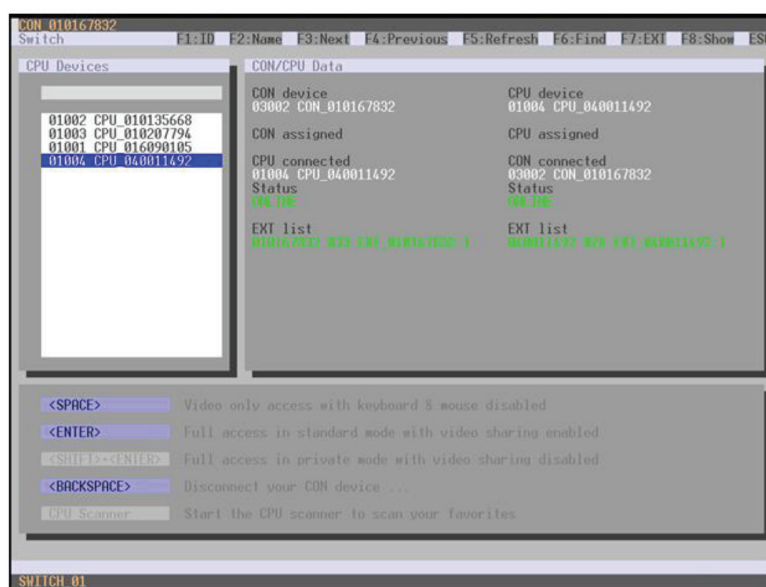 CON 010167832
Switch F1:ID F2:Name F3:Next F4:Previous F5:Refresh F6:Find F7:EXT F8:Show ES
CPU Devices
01002 CPU_010135668
01003 CPU_010207794
01001 CPU_016090105
01004 CPU_040011492
CON/CPU Data
CON device CPU device
03002 CON_010167832 01004 CPU_040011492
CON assigned CPU assigned
CPU connected CON connected
01004 CPU_040011492 03002 CON_010167832
Status Status
ONLINE ONLINE
EXT list EXT list
<SPACE> Video only access with keyboard & mouse disabled
<ENTER> Full access in standard mode with video sharing enabled
<SHIFT>+<ENTER> Full access in private mode with video sharing disabled
<BACKSPACE> Disconnect your CON device ...
CPU Scanner Start the CPU scanner to scan your favorites
SWITCH 01